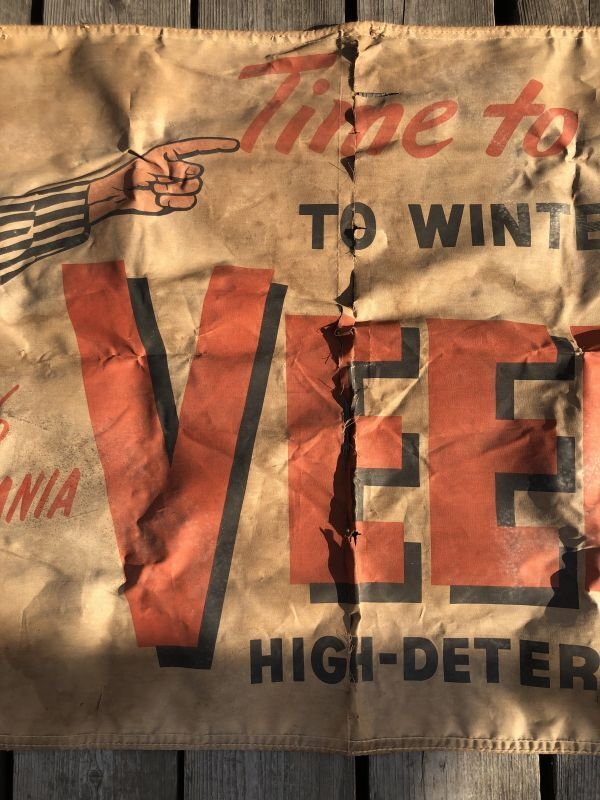 Time to
TO WINTE
VEE
ANIA
HIGH-DETER